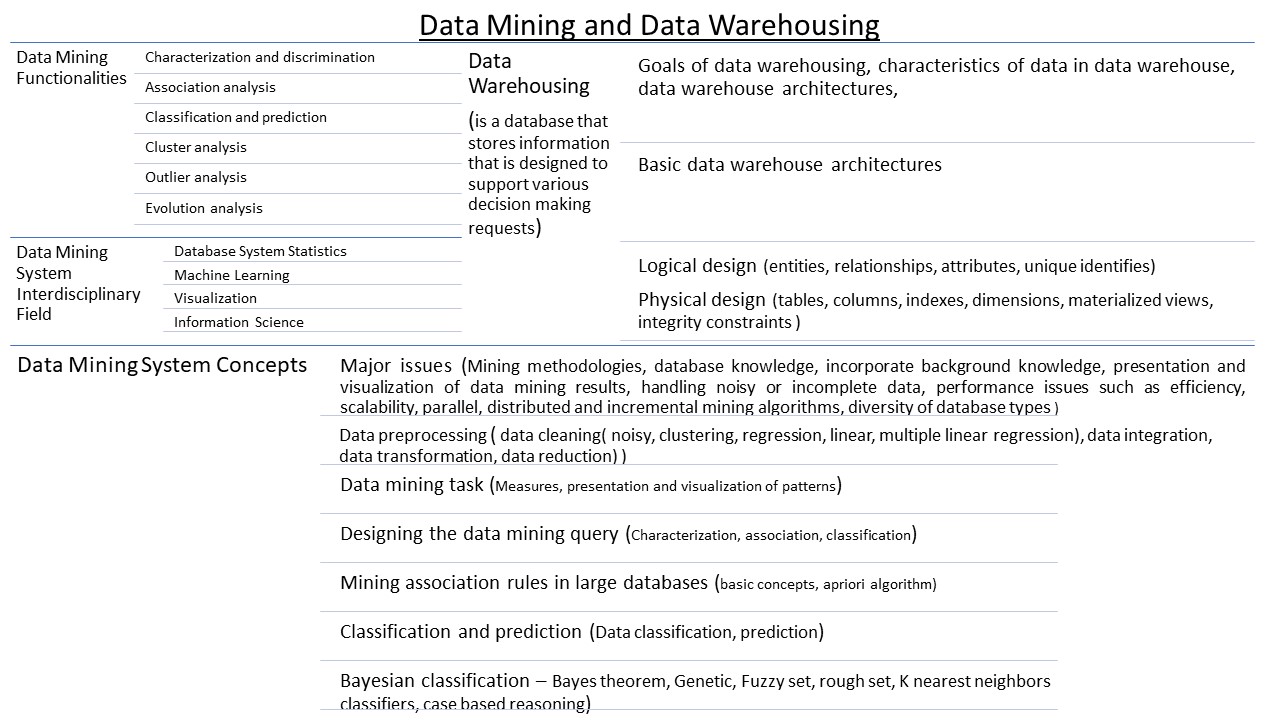 Data Mining and Data Warehousing
Data Mining
Functionalities
Characterization and discrimination
Association analysis
Classification and prediction
Cluster analysis
Outlier analysis
Evolution analysis
Data
Warehousing
(is a database that
stores information
that is designed to
support various
decision making
requests)
Goals of data warehousing, characteristics of data in data warehouse,
data warehouse architectures,
Basic data warehouse architectures
Logical design (entities, relationships, attributes, unique identifies)
Physical design (tables, columns, indexes, dimensions, materialized views,
integrity constraints )
Data Mining
System
Interdisciplinary
Field
Database System Statistics
Machine Learning
Visualization
Information Science
Data Mining System Concepts
Major issues (Mining methodologies, database knowledge, incorporate background knowledge, presentation and
visualization of data mining results, handling noisy or incomplete data, performance issues such as efficiency,
scalability, parallel, distributed and incremental mining algorithms, diversity of database types )
Data preprocessing ( data cleaning( noisy, clustering, regression, linear, multiple linear regression), data integration,
data transformation, data reduction) )
Data mining task (Measures, presentation and visualization of patterns)
Designing the data mining query (Characterization, association, classification)
Mining association rules in large databases (basic concepts, apriori algorithm)
Classification and prediction (Data classification, prediction)
Bayesian classification – Bayes theorem, Genetic, Fuzzy set, rough set, K nearest neighbors
classifiers, case based reasoning)